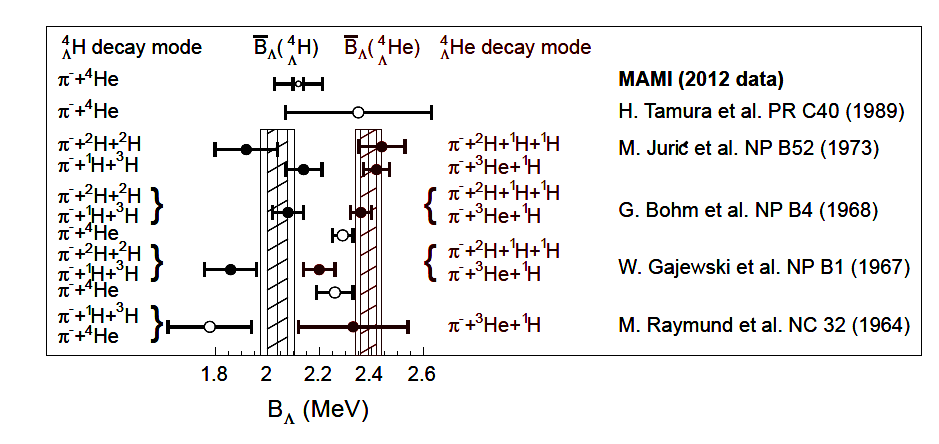 ⁴ΛH decay mode B̅Λ(⁴ΛH) B̅Λ(⁴ΛHe) ⁴ΛHe decay mode
π⁻+⁴He MAMI (2012 data)
π⁻+⁴He H. Tamura et al. PR C40 (1989)
π⁻+²H+²H π⁻+²H+¹H+¹H M. Jurić et al. NP B52 (1973)
π⁻+¹H+³H π⁻+³He+¹H
π⁻+²H+²H π⁻+²H+¹H+¹H
π⁻+¹H+³H } { π⁻+³He+¹H G. Bohm et al. NP B4 (1968)
π⁻+⁴He
π⁻+²H+²H π⁻+²H+¹H+¹H
π⁻+¹H+³H } { π⁻+³He+¹H W. Gajewski et al. NP B1 (1967)
π⁻+⁴He
π⁻+¹H+³H
π⁻+⁴He } π⁻+³He+¹H M. Raymund et al. NC 32 (1964)
1.8 2 2.2 2.4 2.6
BΛ (MeV)